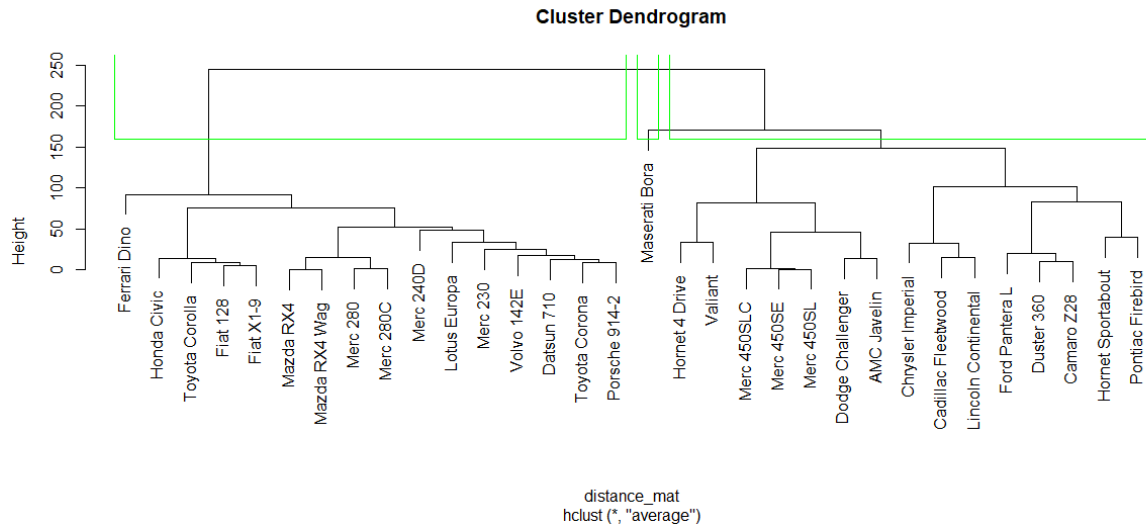 Cluster Dendrogram
Height
250
200
150
100
50
0
Ferrari Dino
Honda Civic
Toyota Corolla
Fiat 128
Fiat X1-9
Mazda RX4
Mazda RX4 Wag
Merc 280
Merc 280C
Merc 240D
Lotus Europa
Merc 230
Volvo 142E
Datsun 710
Toyota Corona
Porsche 914-2
Maserati Bora
Hornet 4 Drive
Valiant
Merc 450SLC
Merc 450SE
Merc 450SL
Dodge Challenger
AMC Javelin
Chrysler Imperial
Cadillac Fleetwood
Lincoln Continental
Ford Pantera L
Duster 360
Camaro Z28
Hornet Sportabout
Pontiac Firebird
distance_mat
hclust (*, "average")